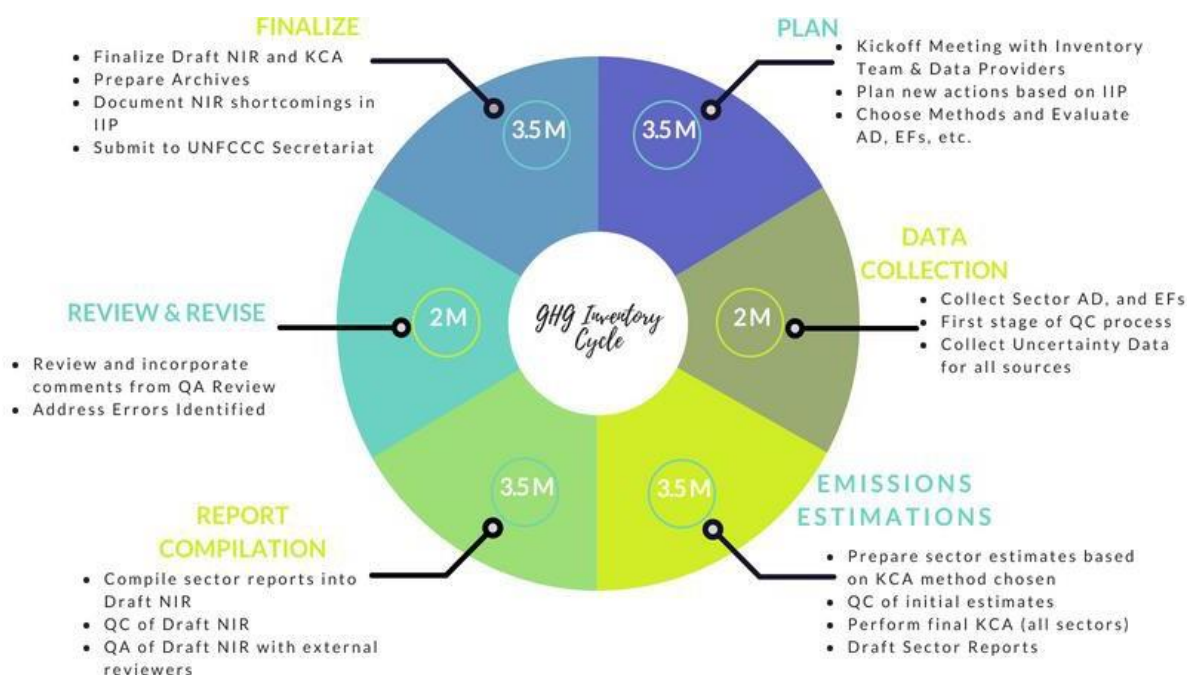 FINALIZE
• Finalize Draft NIR and KCA
• Prepare Archives
• Document NIR shortcomings in
IIP
• Submit to UNFCCC Secretariat
3.5 M
PLAN
• Kickoff Meeting with Inventory
Team & Data Providers
• Plan new actions based on IIP
• Choose Methods and Evaluate
AD, EFs, etc.
3.5 M
DATA
COLLECTION
• Collect Sector AD, and EFs
• First stage of QC process
• Collect Uncertainty Data
for all sources
2 M
GHG Inventory
Cycle
REVIEW & REVISE
• Review and incorporate
comments from QA Review
• Address Errors Identified
2 M
EMISSIONS
ESTIMATIONS
• Prepare sector estimates based
on KCA method chosen
• QC of initial estimates
• Perform final KCA (all sectors)
• Draft Sector Reports
3.5 M
REPORT
COMPILATION
• Compile sector reports into
Draft NIR
• QC of Draft NIR
• QA of Draft NIR with external
reviewers
3.5 M